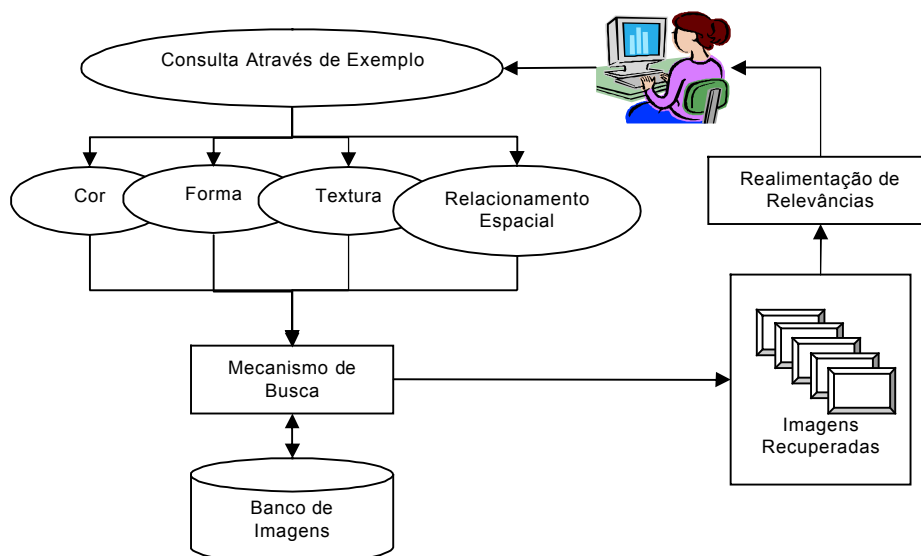 Consulta Através de Exemplo
Cor
Forma
Textura
Relacionamento
Espacial
Realimentação de
Relevâncias
Mecanismo de
Busca
Imagens
Recuperadas
Banco de
Imagens